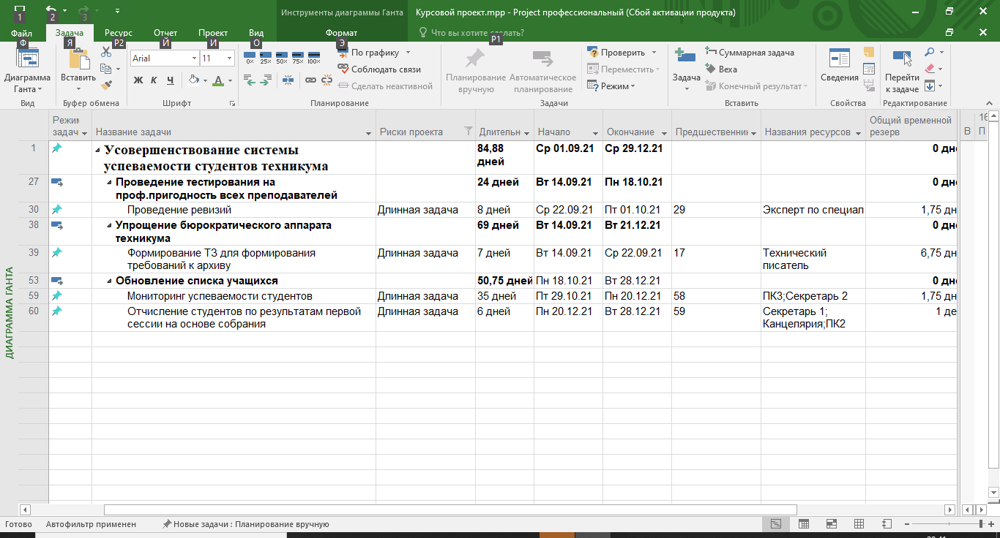 Инструменты диаграммы Ганта
Курсовой проект.mpp - Project профессиональный (Сбой активации продукта)
1 2 3
Файл Задача Ресурс Отчет Проект Вид Формат Что вы хотите сделать?
Ф Я Р2 Й И О Э Р1
Диаграмма Ганта
Вид
Вставить
Буфер обмена
Arial 11
Ж К Ч А
Шрифт
0% 25% 50% 75% 100%
По графику
Соблюдать связи
Сделать неактивной
Планирование
Планирование вручную
Автоматическое планирование
Проверить
Переместить
Режим
Задачи
Задача
Суммарная задача
Веха
Конечный результат
Вставить
Сведения
Свойства
Перейти к задаче
Редактирование
Название задачи Риски проекта Начало Окончание Названия ресурсов Общий временной резерв В 16 П
1 Усовершенствование системы успеваемости студентов техникума 84,88 дней Ср 01.09.21 Ср 29.12.21 0
27 Проведение тестирования на проф.пригодность всех преподавателей 24 дней Вт 14.09.21 Пн 18.10.21 0
30 Проведение ревизий Длинная задача 8 дней Ср 22.09.21 Пт 01.10.21 29 Эксперт по специал 1,75
38 Упрощение бюрократического аппарата техникума 69 дней Вт 14.09.21 Вт 21.12.21 0
39 Формирование ТЗ для формирования требований к архиву Длинная задача 7 дней Вт 14.09.21 Ср 22.09.21 17 Технический писатель 6,75
53 Обновление списка учащихся 50,75 дней Пн 18.10.21 Вт 28.12.21 0
59 Мониторинг успеваемости студентов Длинная задача 35 дней Пт 29.10.21 Пн 20.12.21 58 ПК3;Секретарь 2 1,75
60 Отчисление студентов по результатам первой сессии на основе собрания Длинная задача 6 дней Пн 20.12.21 Вт 28.12.21 59 Секретарь 1; Канцелярия;ПК2 1
ДИАГРАММА ГАНТА
Готово Автофильтр применен Новые задачи : Планирование вручную